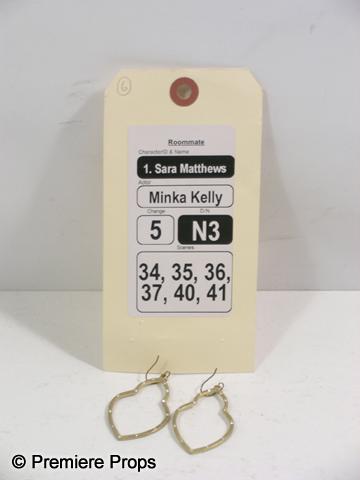 6
Roommate
Character/ID & Name
1. Sara Matthews
Actor
Minka Kelly
Change D/N
5 N3
Scenes
34, 35, 36,
37, 40, 41
© Premiere Props